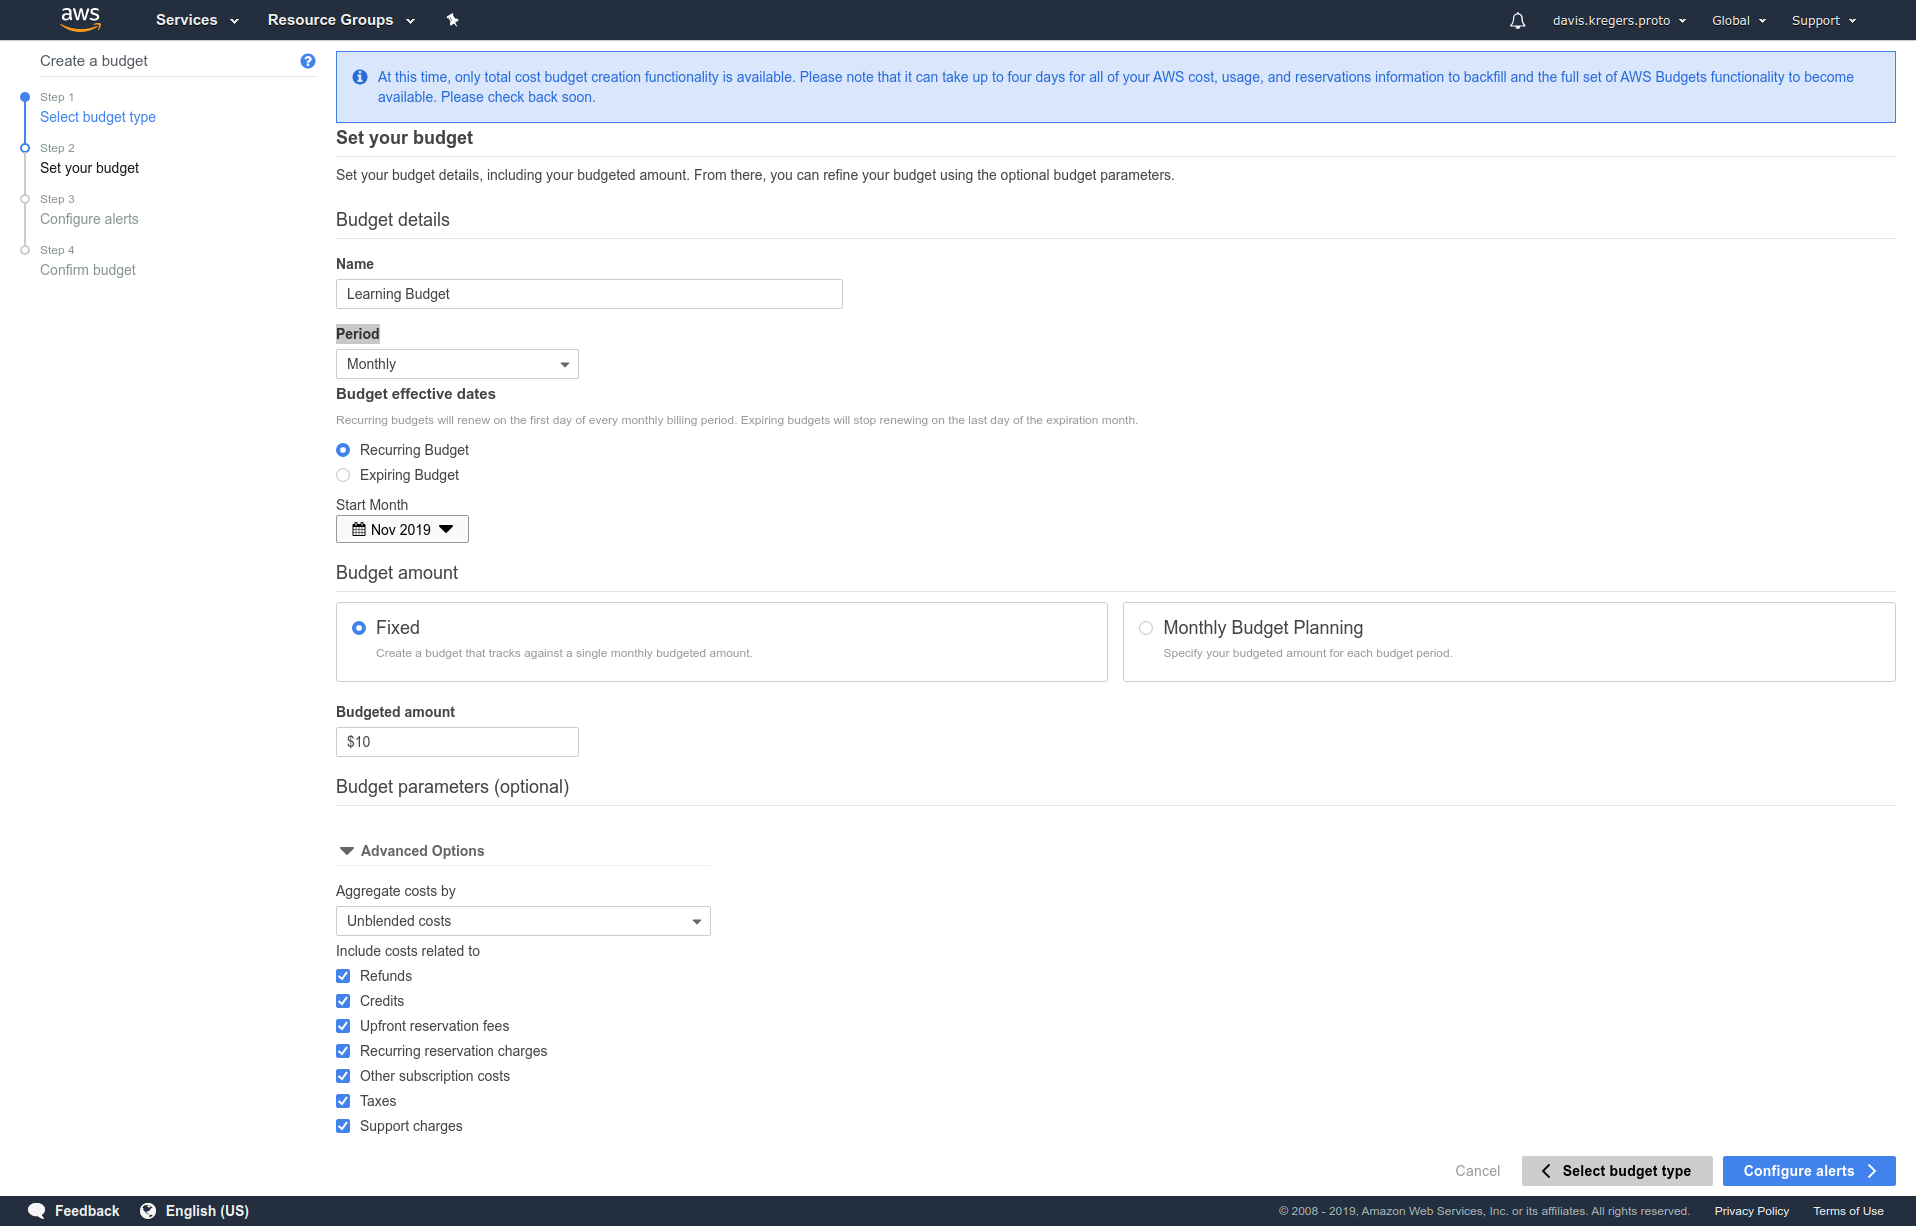 aws Services Resource Groups davis.kregers.proto Global Support
Create a budget
Step 1
Select budget type
Step 2
Set your budget
Step 3
Configure alerts
Step 4
Confirm budget
At this time, only total cost budget creation functionality is available. Please note that it can take up to four days for all of your AWS cost, usage, and reservations information to backfill and the full set of AWS Budgets functionality to become
available. Please check back soon.
Set your budget
Set your budget details, including your budgeted amount. From there, you can refine your budget using the optional budget parameters.
Budget details
Name
Learning Budget
Period
Monthly
Budget effective dates
Recurring budgets will renew on the first day of every monthly billing period. Expiring budgets will stop renewing on the last day of the expiration month.
Recurring Budget
Expiring Budget
Start Month
Nov 2019
Budget amount
Fixed
Create a budget that tracks against a single monthly budgeted amount.
Monthly Budget Planning
Specify your budgeted amount for each budget period.
Budgeted amount
$10
Budget parameters (optional)
Advanced Options
Aggregate costs by
Unblended costs
Include costs related to
Refunds
Credits
Upfront reservation fees
Recurring reservation charges
Other subscription costs
Taxes
Support charges
Cancel Select budget type Configure alerts
Feedback English (US) © 2008 - 2019, Amazon Web Services, Inc. or its affiliates. All rights reserved. Privacy Policy Terms of Use